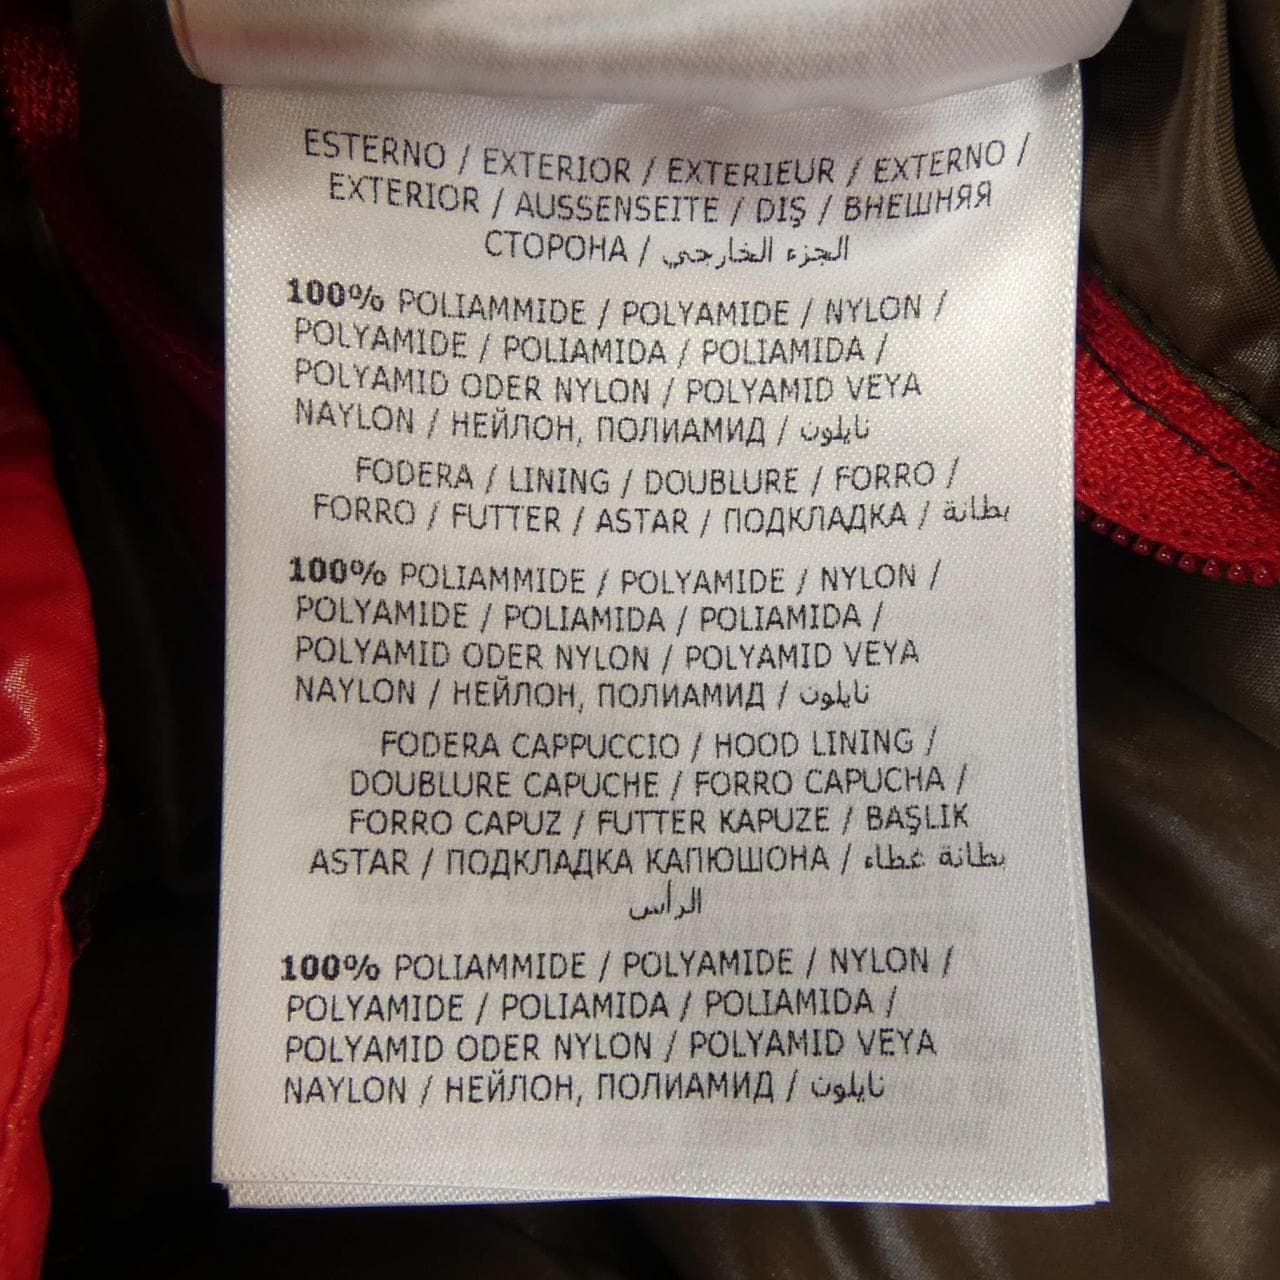 ESTERNO / EXTERIOR / EXTERIEUR / EXTERNO /
EXTERIOR / AUSSENSEITE / DIŞ / ВНЕШНЯЯ
СТОРОНА / الجزء الخارجي
100% POLIAMMIDE / POLYAMIDE / NYLON /
POLYAMIDE / POLIAMIDA / POLIAMIDA /
POLYAMID ODER NYLON / POLYAMID VEYA
NAYLON / НЕЙЛОН, ПОЛИАМИД / نايلون
FODERA / LINING / DOUBLURE / FORRO /
FORRO / FUTTER / ASTAR / ПОДКЛАДКА / بطانة
100% POLIAMMIDE / POLYAMIDE / NYLON /
POLYAMIDE / POLIAMIDA / POLIAMIDA /
POLYAMID ODER NYLON / POLYAMID VEYA
NAYLON / НЕЙЛОН, ПОЛИАМИД / نايلون
FODERA CAPPUCCIO / HOOD LINING /
DOUBLURE CAPUCHE / FORRO CAPUCHA /
FORRO CAPUZ / FUTTER KAPUZE / BAŞLIK
ASTAR / ПОДКЛАДКА КАПЮШОНА / بطانة غطاء
الرأس
100% POLIAMMIDE / POLYAMIDE / NYLON /
POLYAMIDE / POLIAMIDA / POLIAMIDA /
POLYAMID ODER NYLON / POLYAMID VEYA
NAYLON / НЕЙЛОН, ПОЛИАМИД / نايلون